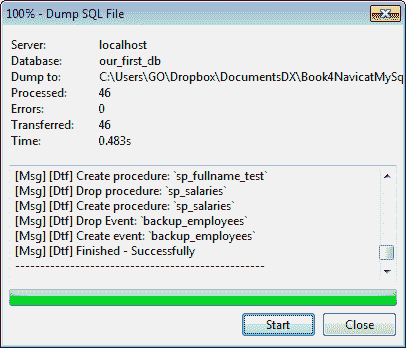 100% - Dump SQL File
Server: localhost
Database: our_first_db
Dump to: C:\Users\GO\Dropbox\DocumentsDX\Book4NavicatMySq
Processed: 46
Errors: 0
Transferred: 46
Time: 0.483s
[Msg] [Dtf] Create procedure: `sp_fullname_test`
[Msg] [Dtf] Drop procedure: `sp_salaries`
[Msg] [Dtf] Create procedure: `sp_salaries`
[Msg] [Dtf] Drop Event: `backup_employees`
[Msg] [Dtf] Create event: `backup_employees`
[Msg] [Dtf] Finished - Successfully
--------------------------------------------------
Start Close